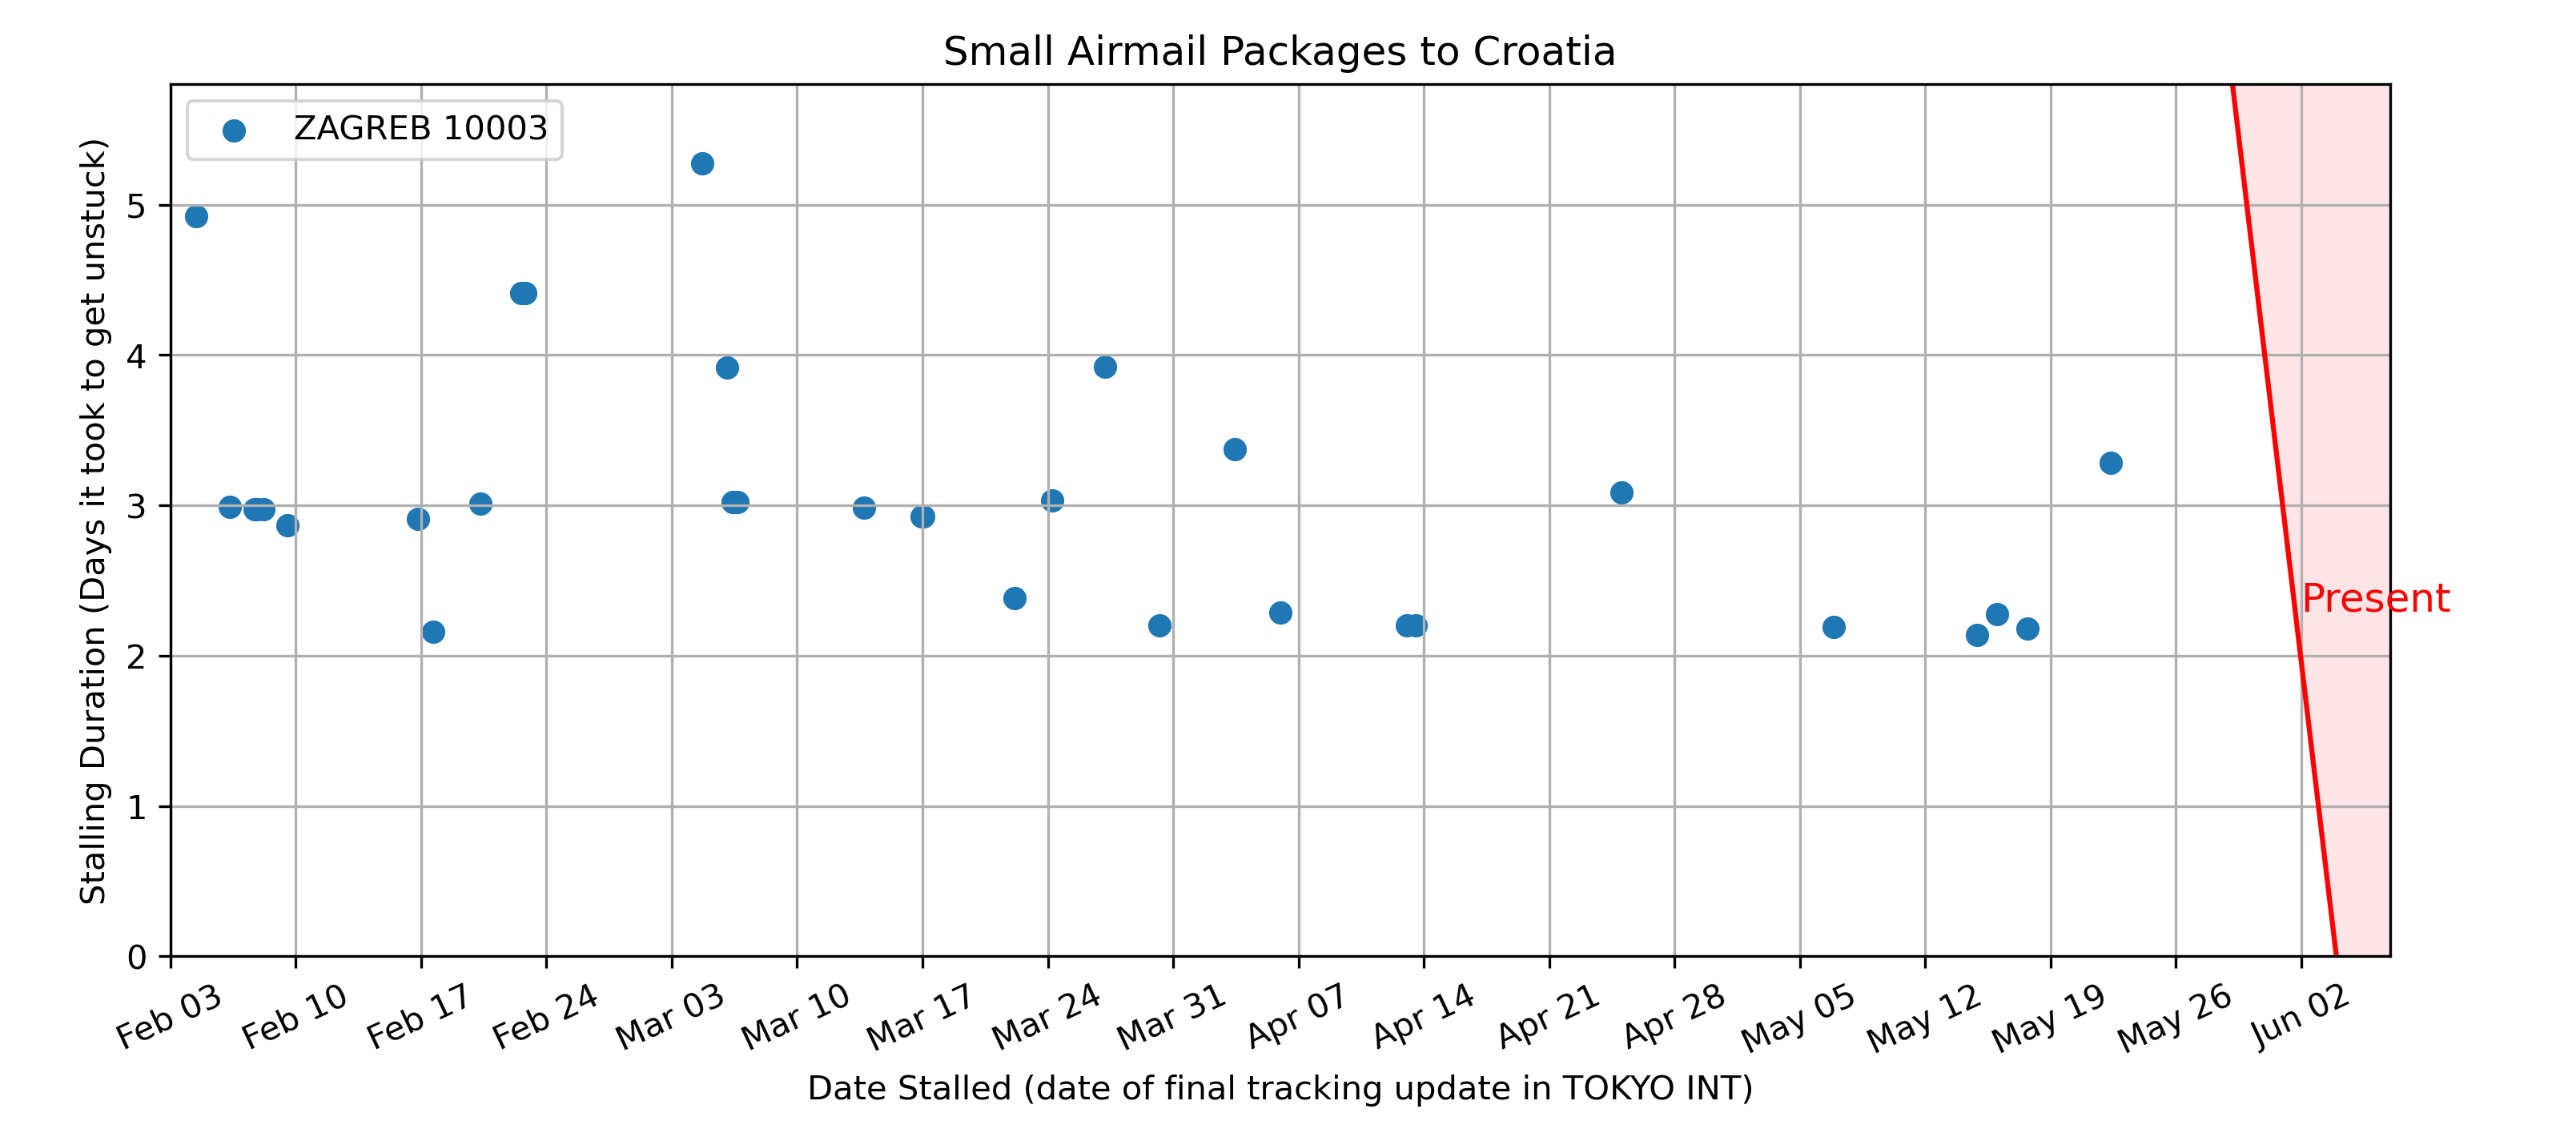 Small Airmail Packages to Croatia
ZAGREB 10003
Stalling Duration (Days it took to get unstuck)
5
4
3
2
1
0
Present
Feb 03
Feb 10
Feb 17
Feb 24
Mar 03
Mar 10
Mar 17
Mar 24
Mar 31
Apr 07
Apr 14
Apr 21
Apr 28
May 05
May 12
May 19
May 26
Jun 02
Date Stalled (date of final tracking update in TOKYO INT)